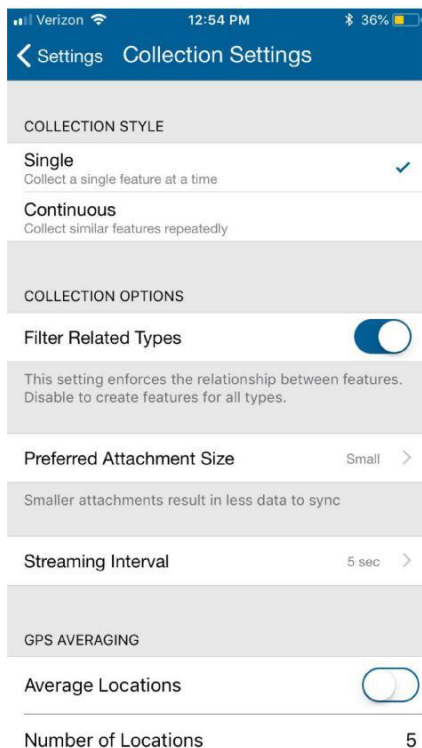 Verizon 12:54 PM 36%
Settings Collection Settings
COLLECTION STYLE
Single
Collect a single feature at a time
Continuous
Collect similar features repeatedly
COLLECTION OPTIONS
Filter Related Types
This setting enforces the relationship between features.
Disable to create features for all types.
Preferred Attachment Size Small
Smaller attachments result in less data to sync
Streaming Interval 5 sec
GPS AVERAGING
Average Locations
Number of Locations 5